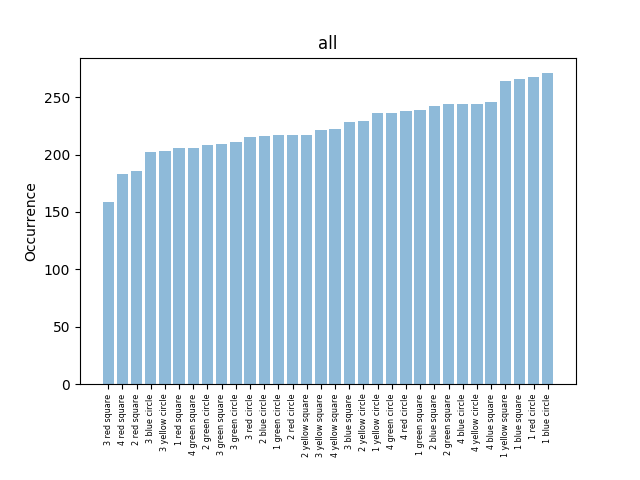 all
Occurrence
250
200
150
100
50
0
3 red square
4 red square
2 red square
3 blue circle
3 yellow circle
1 red square
4 green square
2 green circle
3 green square
3 green circle
3 red circle
2 blue circle
1 green circle
2 red circle
2 yellow square
3 yellow square
4 yellow square
3 blue square
2 yellow circle
1 yellow circle
4 green circle
4 red circle
1 green square
2 blue square
2 green square
4 blue circle
4 yellow circle
4 blue square
1 yellow square
1 blue square
1 red circle
1 blue circle